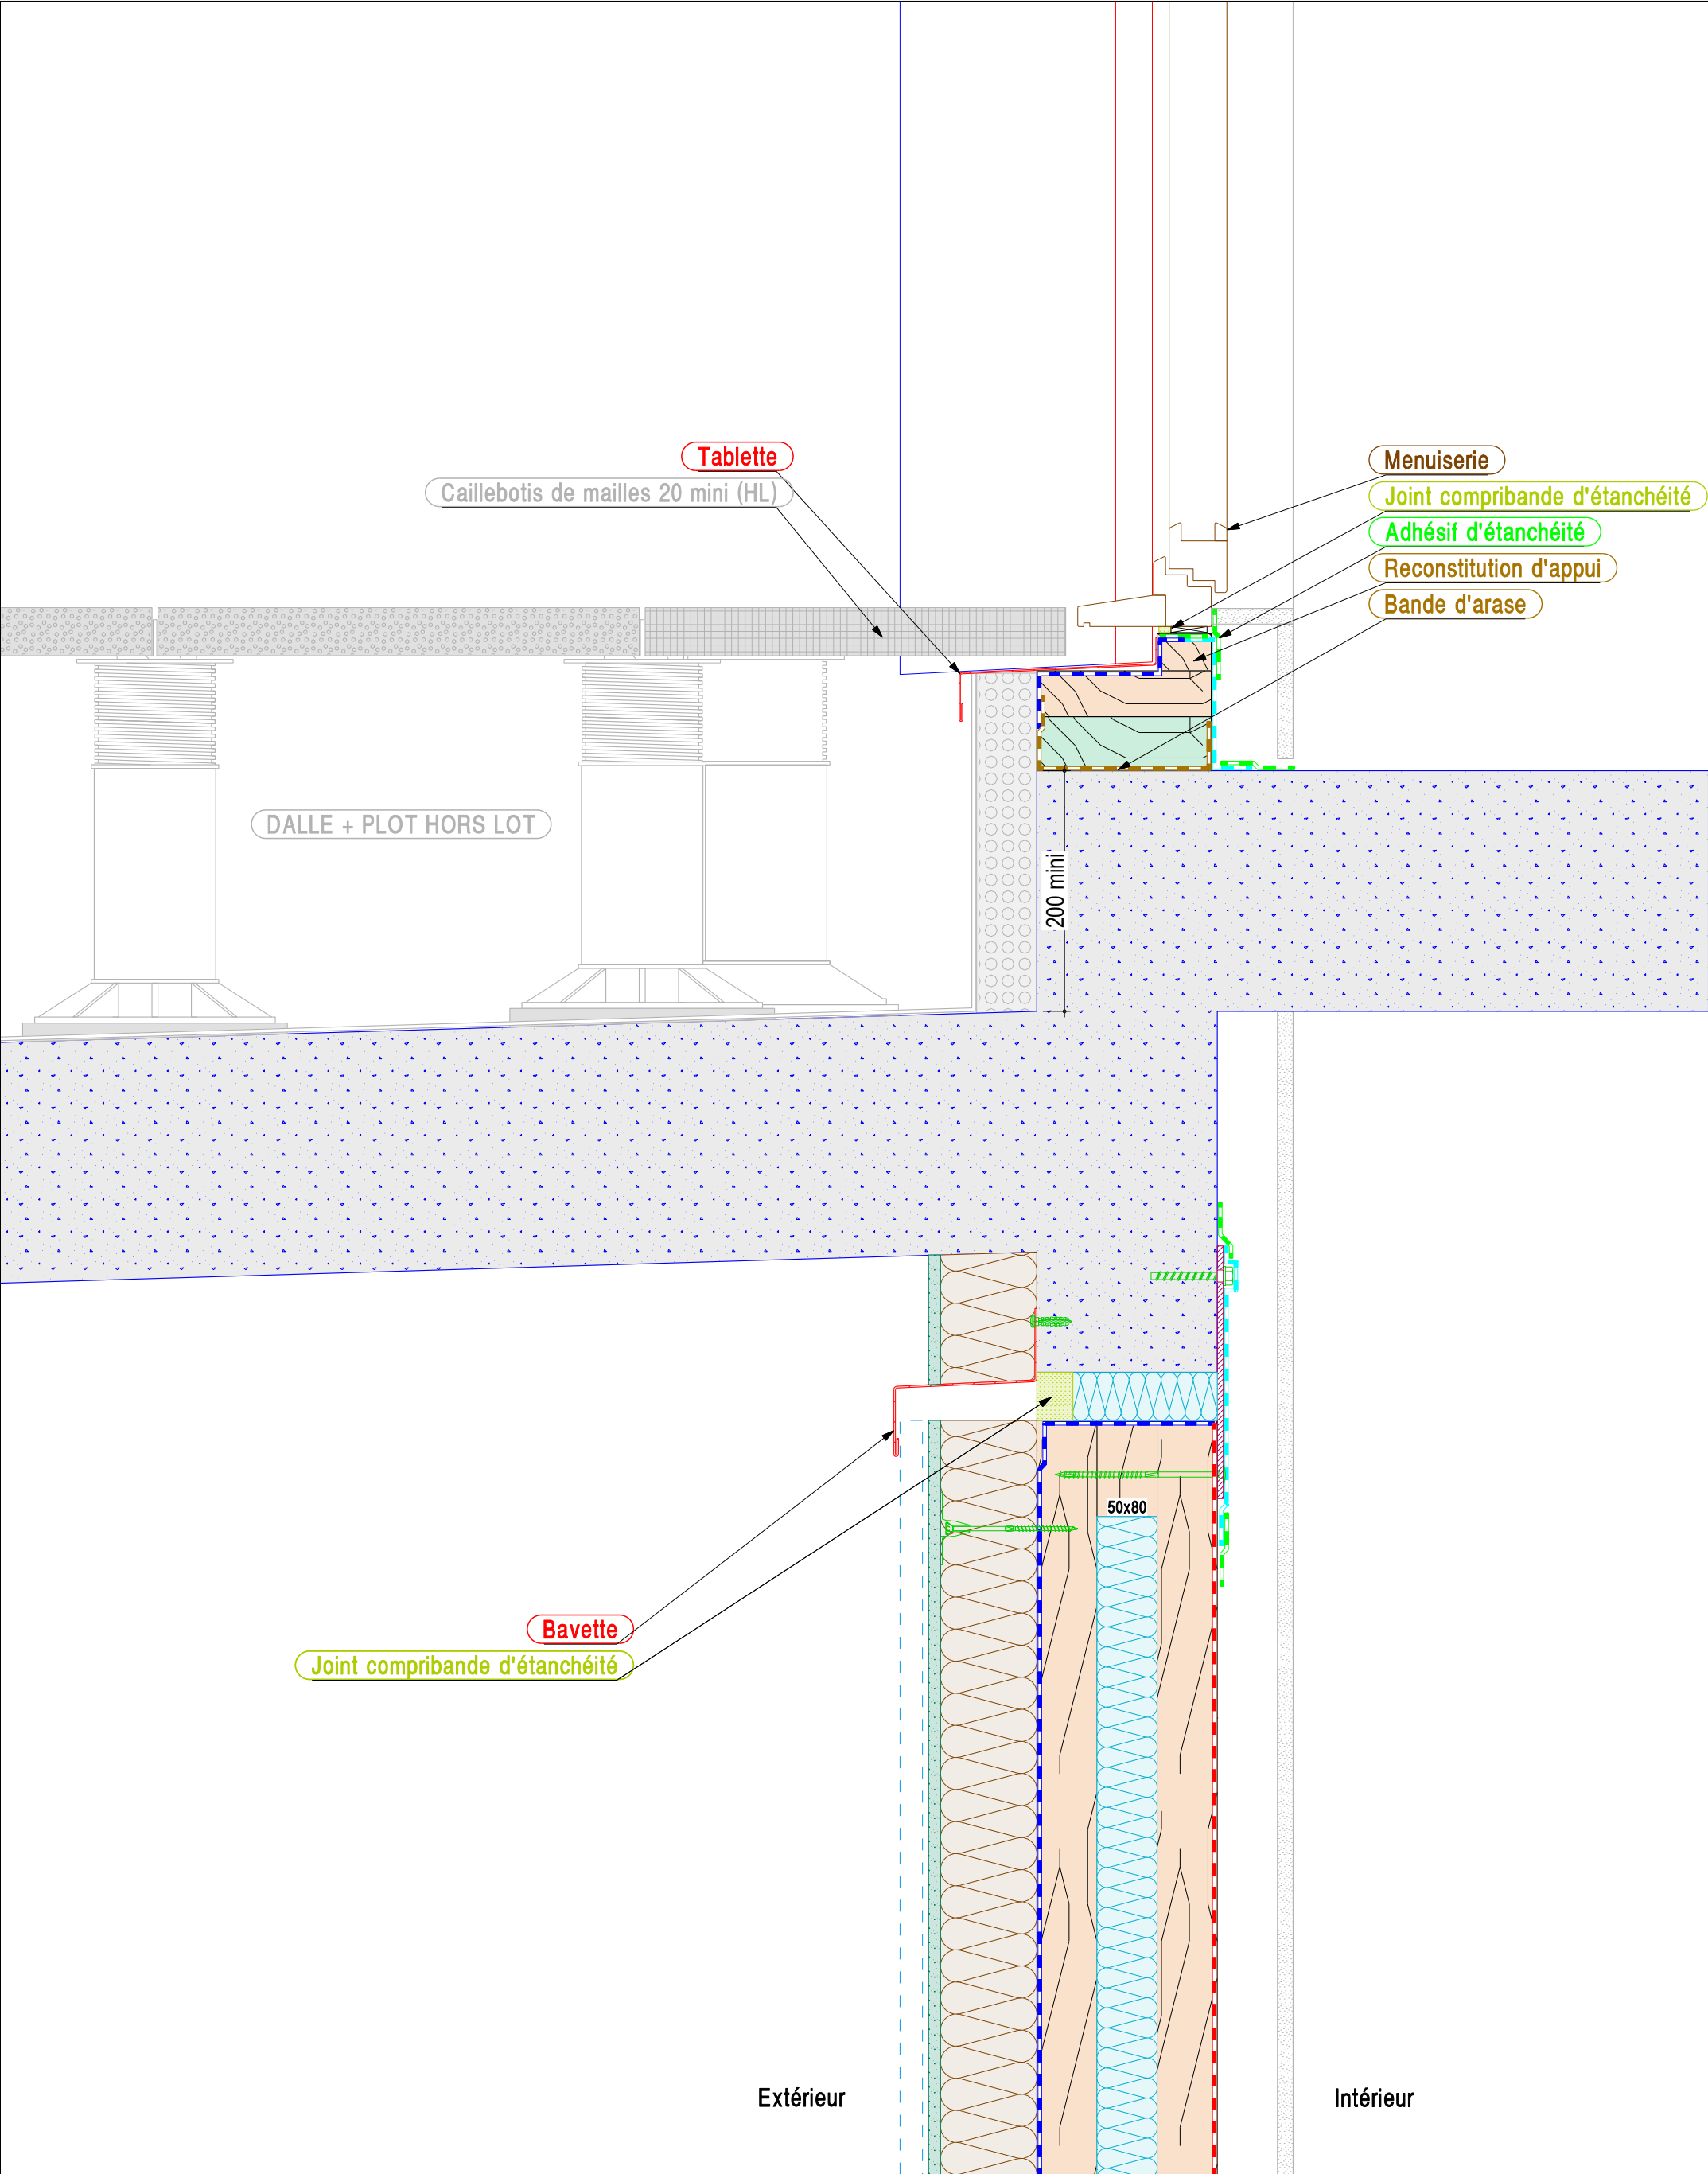 Tablette
Caillebotis de mailles 20 mini (HL)
Menuiserie
Joint compribande d'étanchéité
Adhésif d'étanchéité
Reconstitution d'appui
Bande d'arase
DALLE + PLOT HORS LOT
200 mini
50x80
Bavette
Joint compribande d'étanchéité
Extérieur
Intérieur